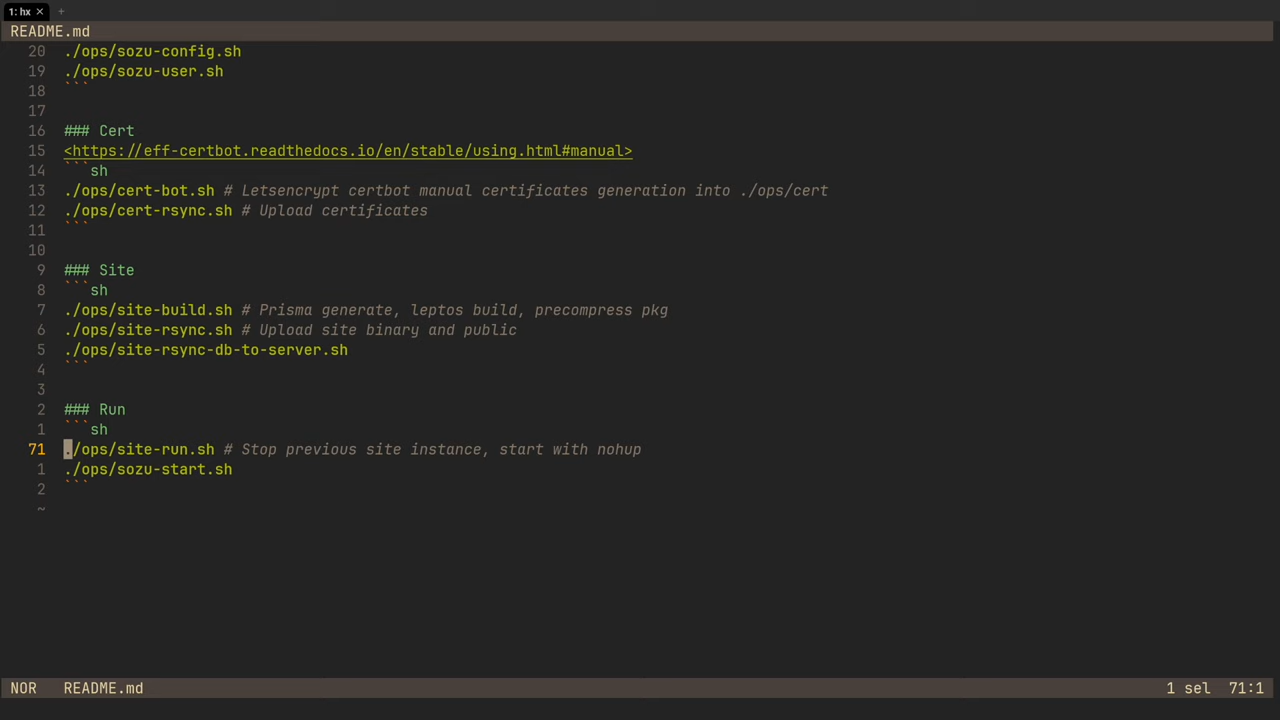 1: hx × +
README.md
20 ./ops/sozu-config.sh
19 ./ops/sozu-user.sh
18 ```
17
16 ### Cert
15 <https://eff-certbot.readthedocs.io/en/stable/using.html#manual>
14 ```sh
13 ./ops/cert-bot.sh # Letsencrypt certbot manual certificates generation into ./ops/cert
12 ./ops/cert-rsync.sh # Upload certificates
11 ```
10
9 ### Site
8 ```sh
7 ./ops/site-build.sh # Prisma generate, leptos build, precompress pkg
6 ./ops/site-rsync.sh # Upload site binary and public
5 ./ops/site-rsync-db-to-server.sh
4 ```
3
2 ### Run
1 ```sh
71 ./ops/site-run.sh # Stop previous site instance, start with nohup
1 ./ops/sozu-start.sh
2 ```
~
NOR README.md 1 sel 71:1